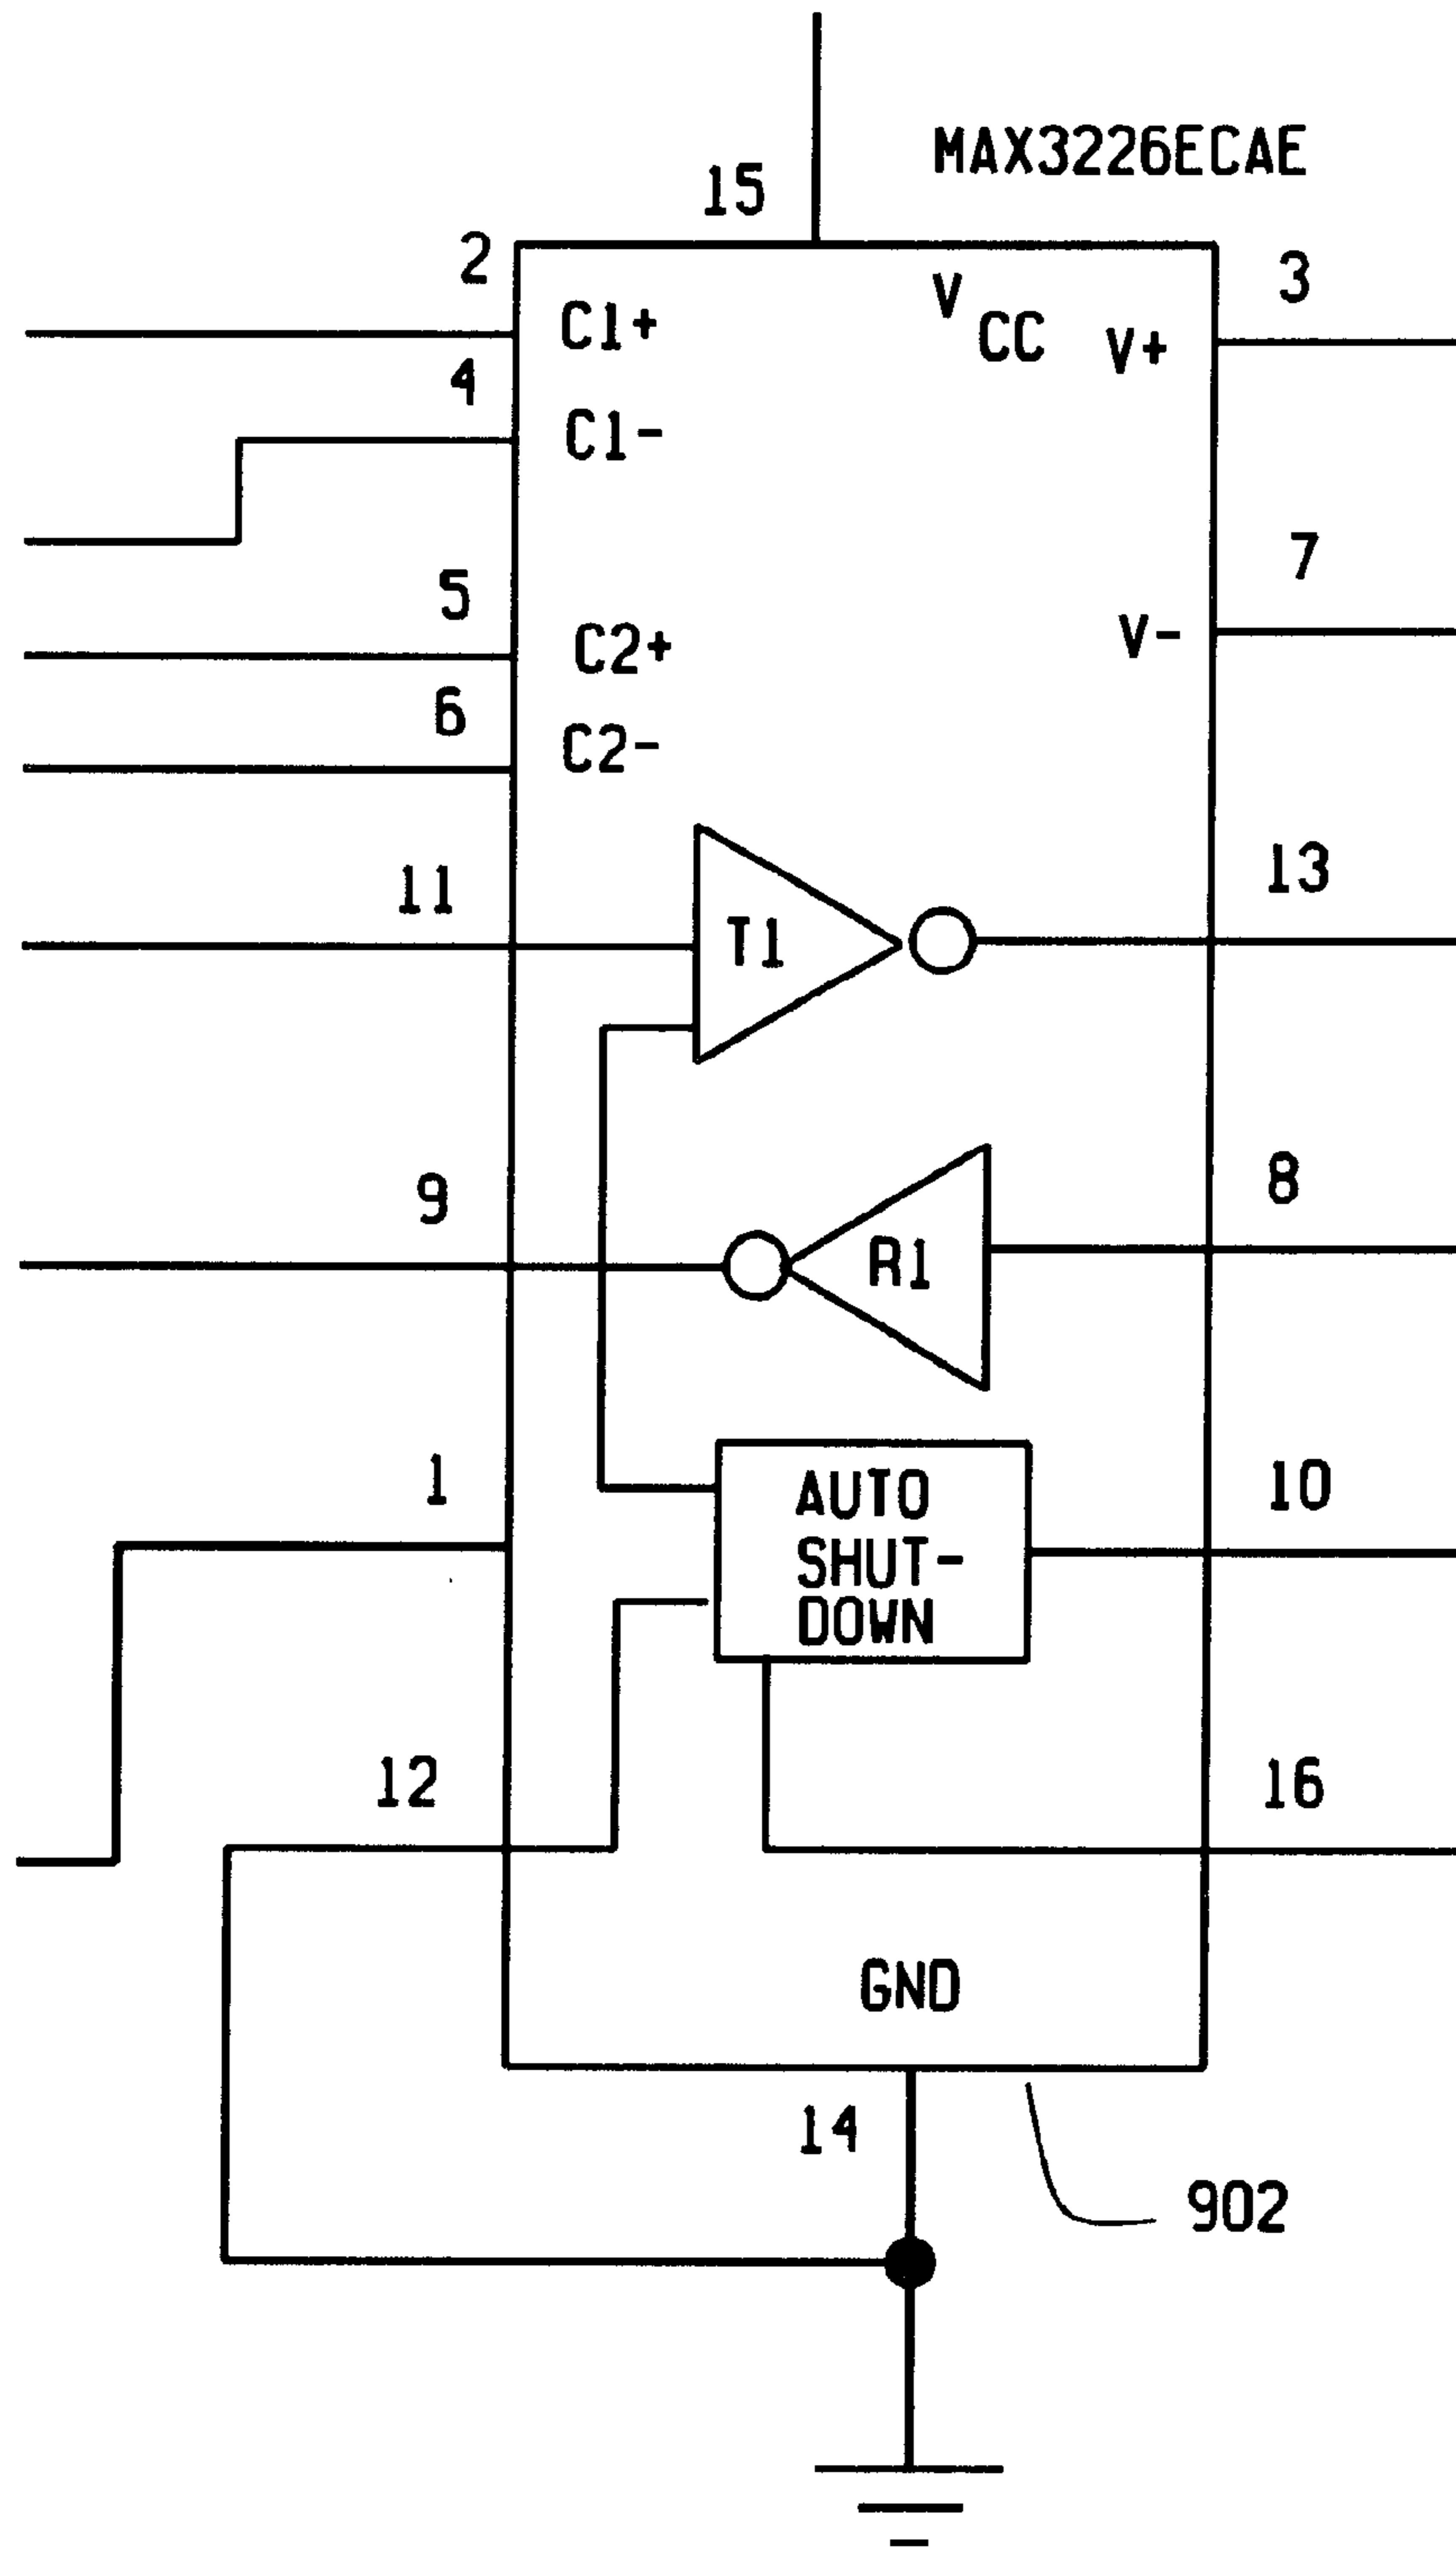 MAX3226ECAE
15
2
3
C1+
V
CC
V+
4
C1-
7
5
C2+
V-
6
C2-
11
T1
13
9
R1
8
1
AUTO
SHUT-
DOWN
10
12
16
GND
14
902